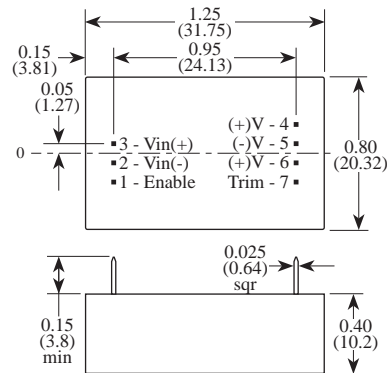 1.25
(31.75)
0.15
(3.81)
0.95
(24.13)
0.05
(1.27)
0
3 - Vin(+)
2 - Vin(-)
1 - Enable
(+)V - 4
(-)V - 5
(+)V - 6
Trim - 7
0.80
(20.32)
0.025
(0.64)
sqr
0.15
(3.8)
min
0.40
(10.2)